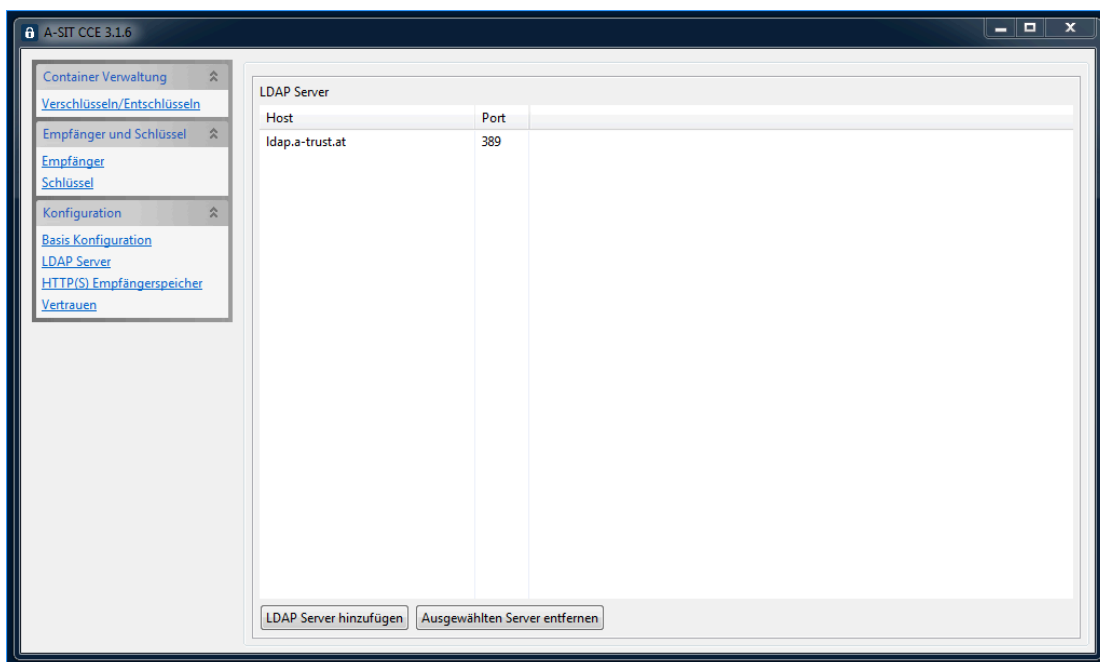 A-SIT CCE 3.1.6
Container Verwaltung
Verschlüsseln/Entschlüsseln
Empfänger und Schlüssel
Empfänger
Schlüssel
Konfiguration
Basis Konfiguration
LDAP Server
HTTP(S) Empfängerspeicher
Vertrauen
LDAP Server
Host Port
ldap.a-trust.at 389
LDAP Server hinzufügen Ausgewählten Server entfernen